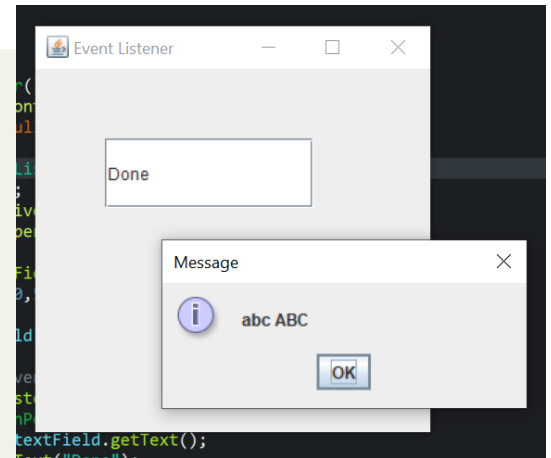 Event Listener
Done
Message
abc ABC
OK
textField.getText();